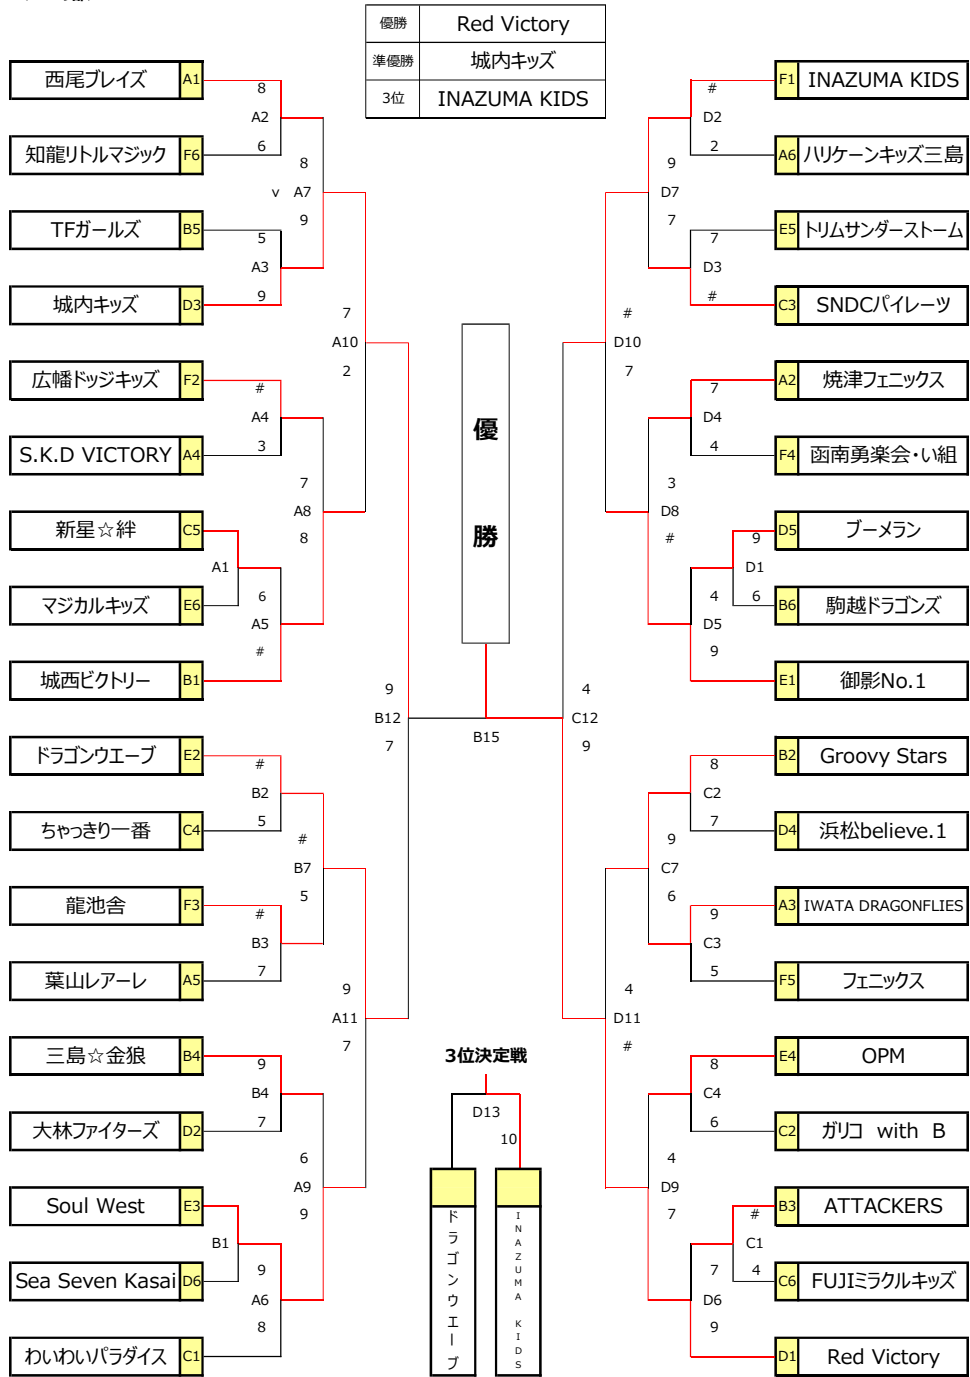 優勝 Red Victory
準優勝 城内キッズ
3位 INAZUMA KIDS
西尾ブレイズ A1
8
A2
6
知龍リトルマジック F6
8
v A7
9
TFガールズ B5
5
A3
9
城内キッズ D3
7
A10
2
広幡ドッジキッズ F2
#
A4
3
S.K.D VICTORY A4
7
A8
8
新星☆絆 C5
A1
マジカルキッズ E6
6
A5
#
城西ビクトリー B1
9
B12
7
ドラゴンウエーブ E2
#
B2
5
ちゃっきり一番 C4
#
B7
5
龍池舎 F3
#
B3
7
葉山レアーレ A5
9
A11
7
三島☆金狼 B4
9
B4
7
大林ファイターズ D2
6
A9
9
Soul West E3
B1
Sea Seven Kasai D6
9
A6
8
わいわいパラダイス C1
優勝
B15
F1 INAZUMA KIDS
#
D2
2
A6 ハリケーンキッズ三島
9
D7
7
E5 トリムサンダーストーム
7
D3
#
C3 SNDCパイレーツ
#
D10
7
A2 焼津フェニックス
7
D4
4
F4 函南勇楽会・い組
3
D8
#
D5 ブーメラン
9
D1
6
B6 駒越ドラゴンズ
4
D5
9
E1 御影No.1
4
C12
9
B2 Groovy Stars
8
C2
7
D4 浜松believe.1
9
C7
6
A3 IWATA DRAGONFLIES
9
C3
5
F5 フェニックス
4
D11
#
E4 OPM
8
C4
6
C2 ガリコ with B
4
D9
7
B3 ATTACKERS
#
C1
4
C6 FUJIミラクルキッズ
7
D6
9
D1 Red Victory
3位決定戦
D13
10
ドラゴンウエーブ
INAZUMA KIDS